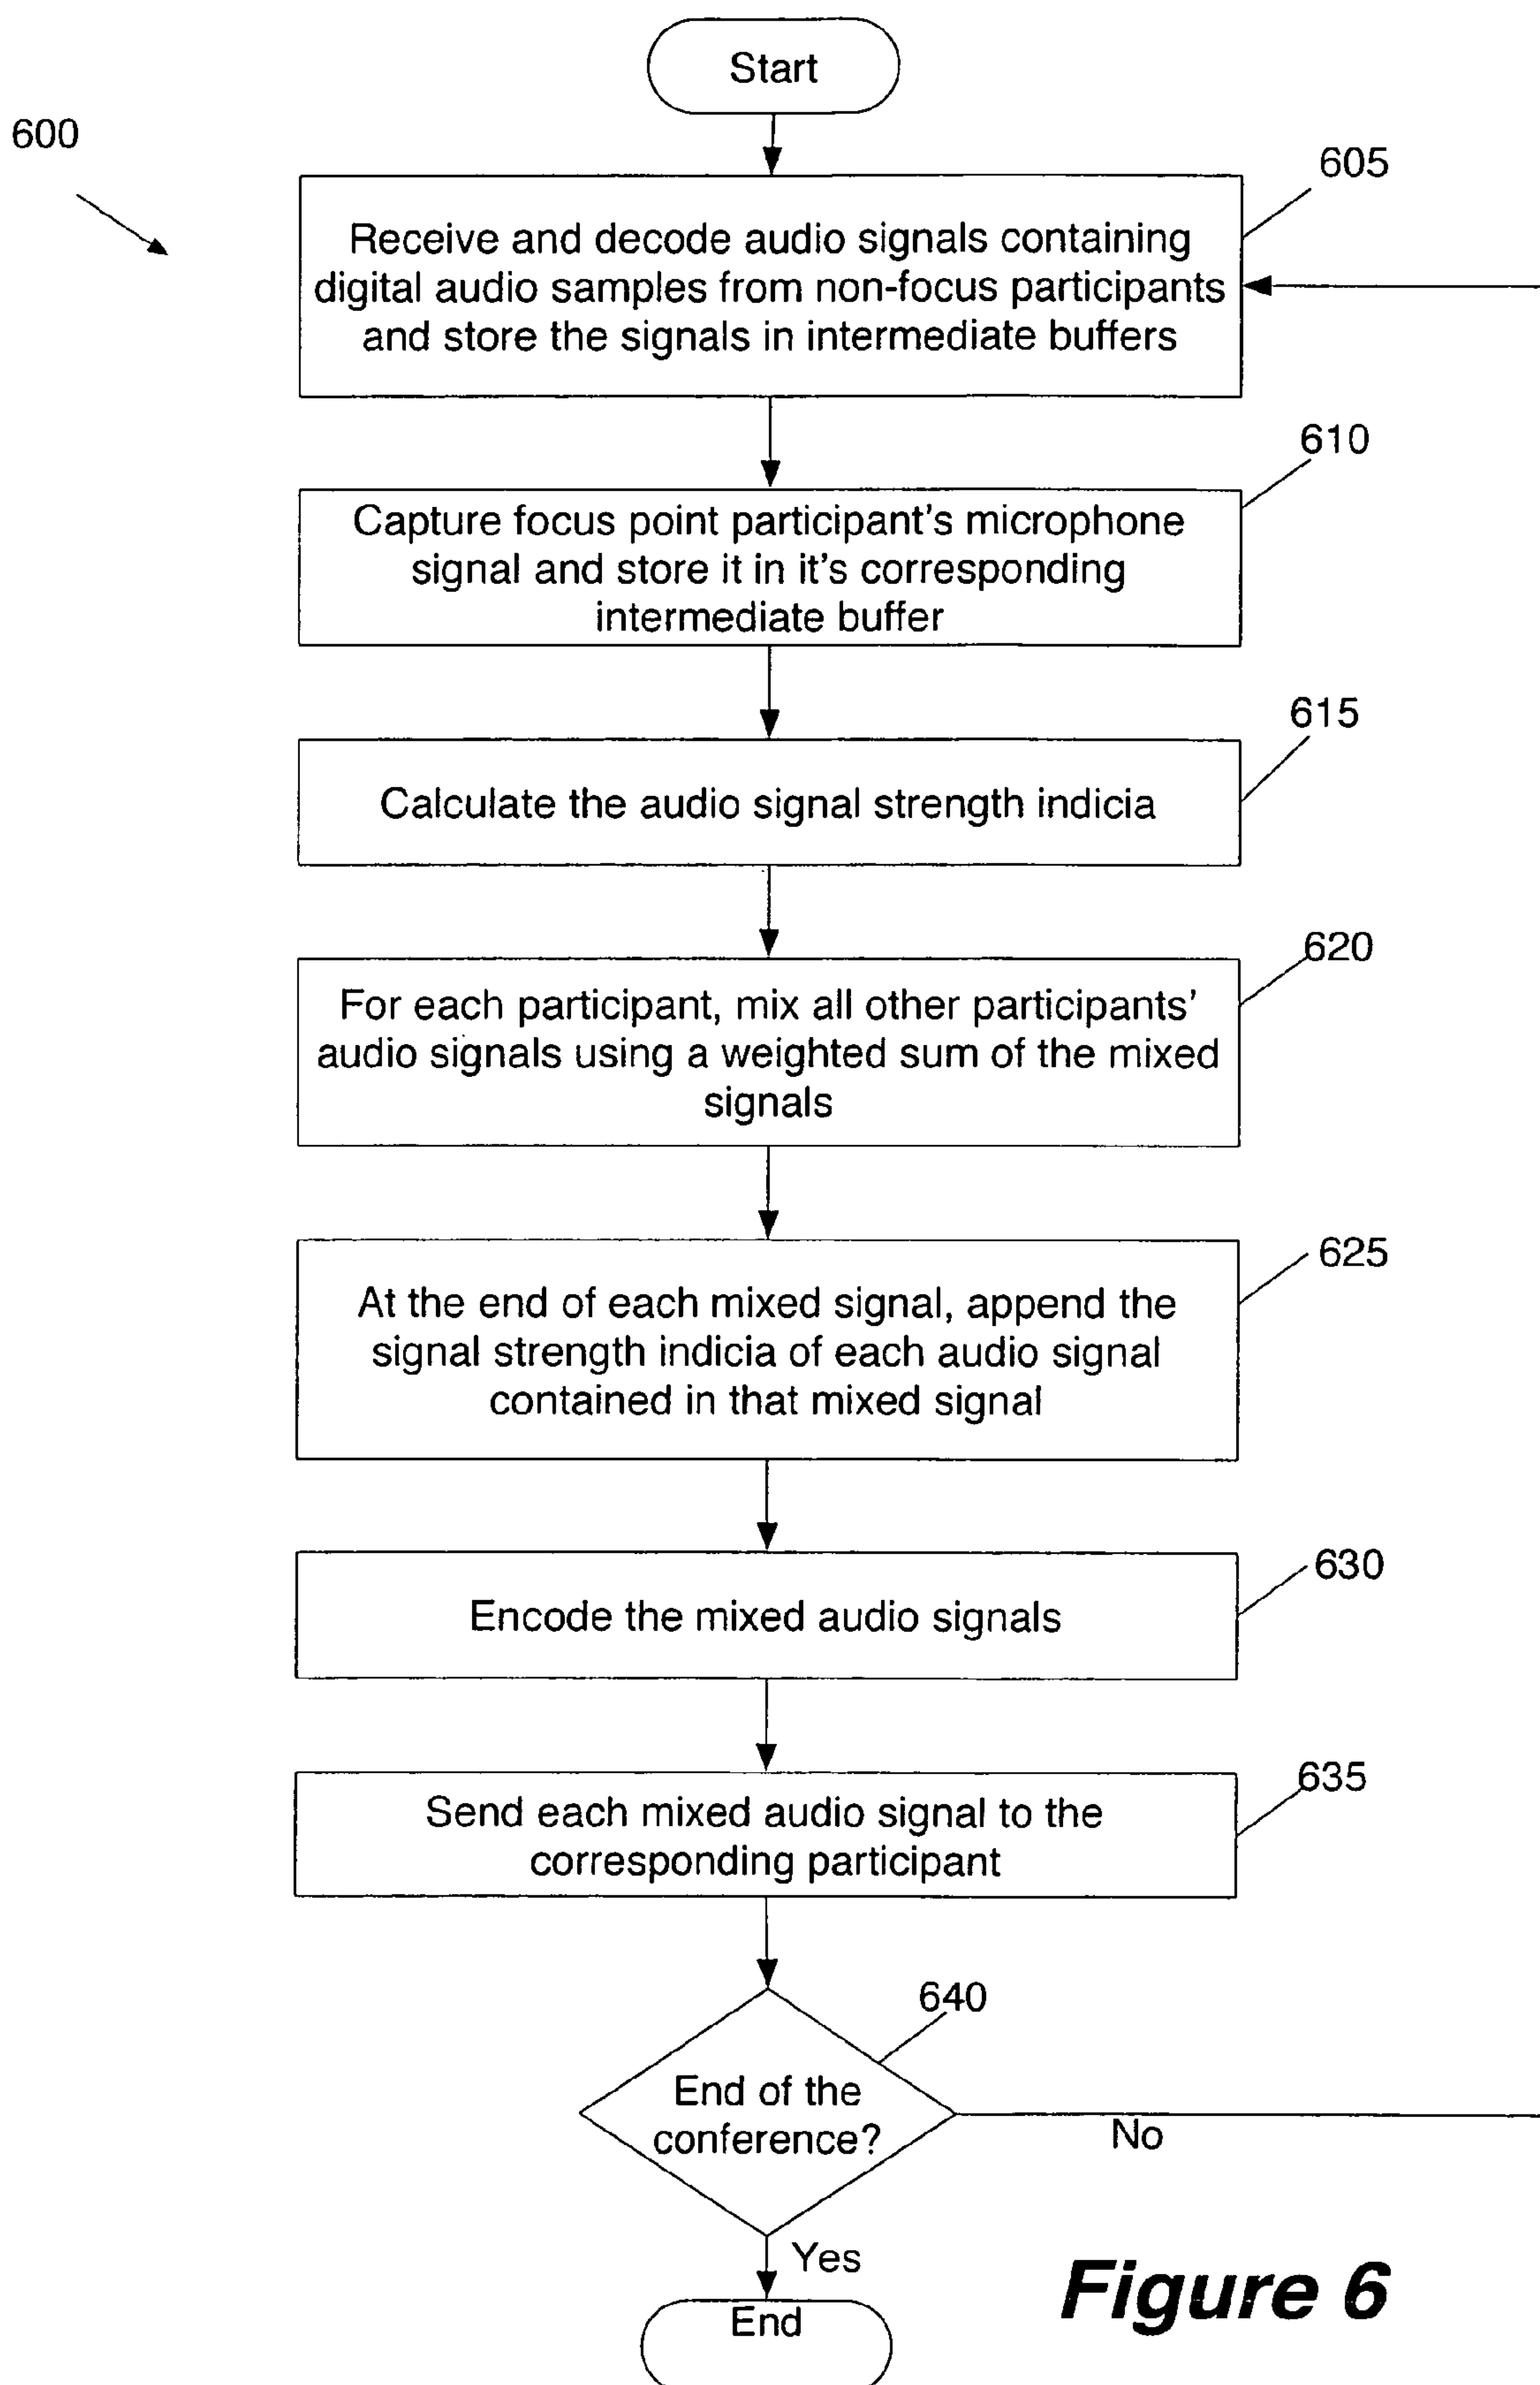 Start
600
605
Receive and decode audio signals containing
digital audio samples from non-focus participants
and store the signals in intermediate buffers
610
Capture focus point participant's microphone
signal and store it in it's corresponding
intermediate buffer
615
Calculate the audio signal strength indicia
620
For each participant, mix all other participants'
audio signals using a weighted sum of the mixed
signals
625
At the end of each mixed signal, append the
signal strength indicia of each audio signal
contained in that mixed signal
630
Encode the mixed audio signals
635
Send each mixed audio signal to the
corresponding participant
640
End of the
conference?
No
Yes
End
Figure 6